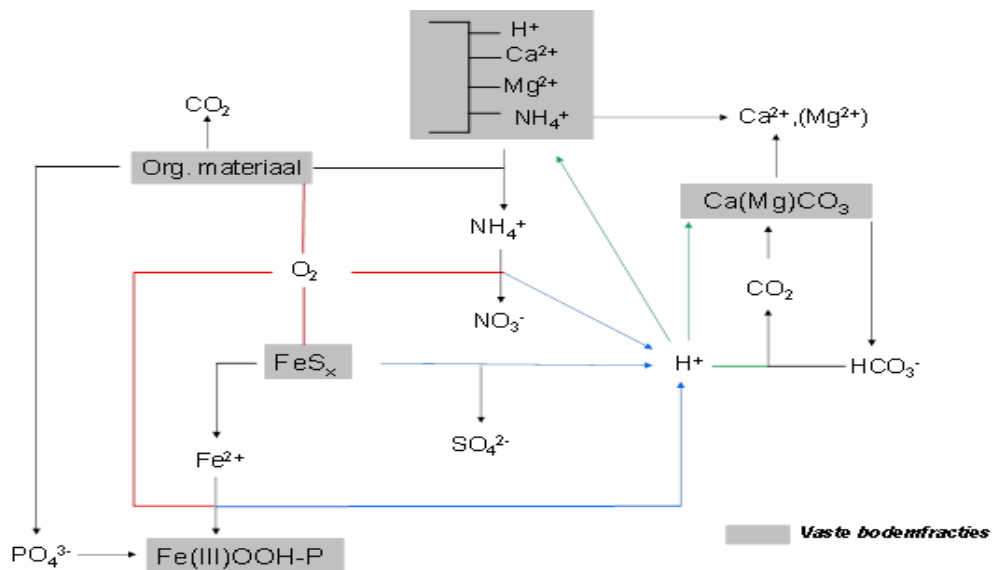 H⁺
Ca²⁺
Mg²⁺
NH₄⁺
CO₂
Ca²⁺,(Mg²⁺)
Org. materiaal
Ca(Mg)CO₃
NH₄⁺
O₂
CO₂
NO₃⁻
FeSₓ
H⁺
HCO₃⁻
SO₄²⁻
Fe²⁺
PO₄³⁻
Fe(III)OOH-P
Vaste bodemfracties